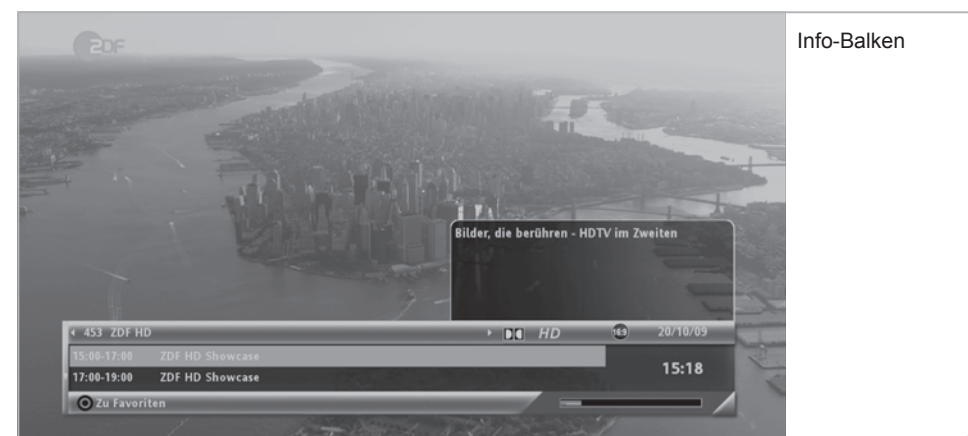 ZDF
Info-Balken
Bilder, die berühren - HDTV im Zweiten
453 ZDF HD
HD
16:9
20/10/09
15:00-17:00 ZDF HD Showcase
15:18
17:00-19:00 ZDF HD Showcase
Zu Favoriten